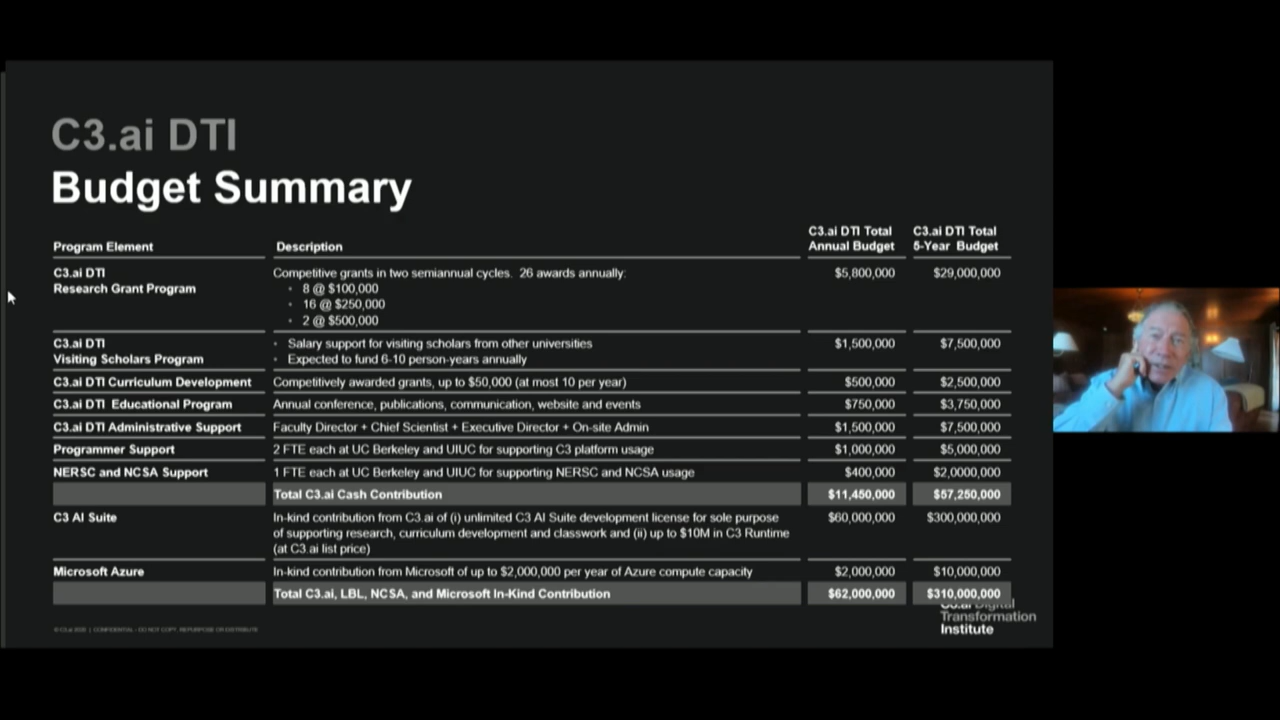 C3.ai DTI
Budget Summary
Program Element Description C3.ai DTI Total Annual Budget C3.ai DTI Total 5-Year Budget
C3.ai DTI
Research Grant Program
Competitive grants in two semiannual cycles. 26 awards annually:
• 8 @ $100,000
• 16 @ $250,000
• 2 @ $500,000
$5,800,000 $29,000,000
C3.ai DTI
Visiting Scholars Program
• Salary support for visiting scholars from other universities
• Expected to fund 6-10 person-years annually
$1,500,000 $7,500,000
C3.ai DTI Curriculum Development Competitively awarded grants, up to $50,000 (at most 10 per year) $500,000 $2,500,000
C3.ai DTI Educational Program Annual conference, publications, communication, website and events $750,000 $3,750,000
C3.ai DTI Administrative Support Faculty Director + Chief Scientist + Executive Director + On-site Admin $1,500,000 $7,500,000
Programmer Support 2 FTE each at UC Berkeley and UIUC for supporting C3 platform usage $1,000,000 $5,000,000
NERSC and NCSA Support 1 FTE each at UC Berkeley and UIUC for supporting NERSC and NCSA usage $400,000 $2,0000,000
Total C3.ai Cash Contribution $11,450,000 $57,250,000
C3 AI Suite
In-kind contribution from C3.ai of (i) unlimited C3 AI Suite development license for sole purpose
of supporting research, curriculum development and classwork and (ii) up to $10M in C3 Runtime
(at C3.ai list price)
$60,000,000 $300,000,000
Microsoft Azure In-kind contribution from Microsoft of up to $2,000,000 per year of Azure compute capacity $2,000,000 $10,000,000
Total C3.ai, LBL, NCSA, and Microsoft In-Kind Contribution $62,000,000 $310,000,000
C3.ai Digital
Transformation
Institute